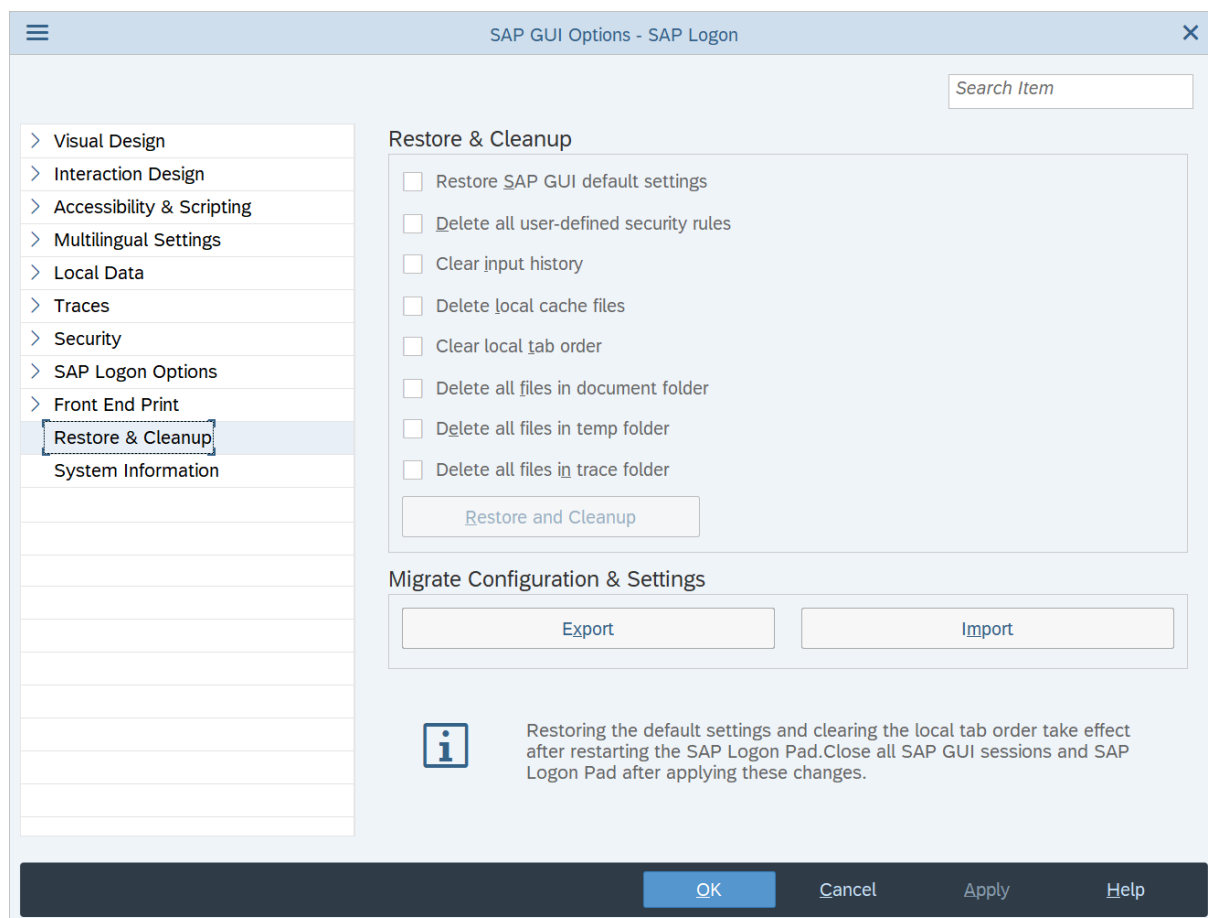 SAP GUI Options - SAP Logon
Search Item
Visual Design
Interaction Design
Accessibility & Scripting
Multilingual Settings
Local Data
Traces
Security
SAP Logon Options
Front End Print
Restore & Cleanup
System Information
Restore & Cleanup
Restore SAP GUI default settings
Delete all user-defined security rules
Clear input history
Delete local cache files
Clear local tab order
Delete all files in document folder
Delete all files in temp folder
Delete all files in trace folder
Restore and Cleanup
Migrate Configuration & Settings
Export
Import
Restoring the default settings and clearing the local tab order take effect
after restarting the SAP Logon Pad.Close all SAP GUI sessions and SAP
Logon Pad after applying these changes.
OK
Cancel
Apply
Help